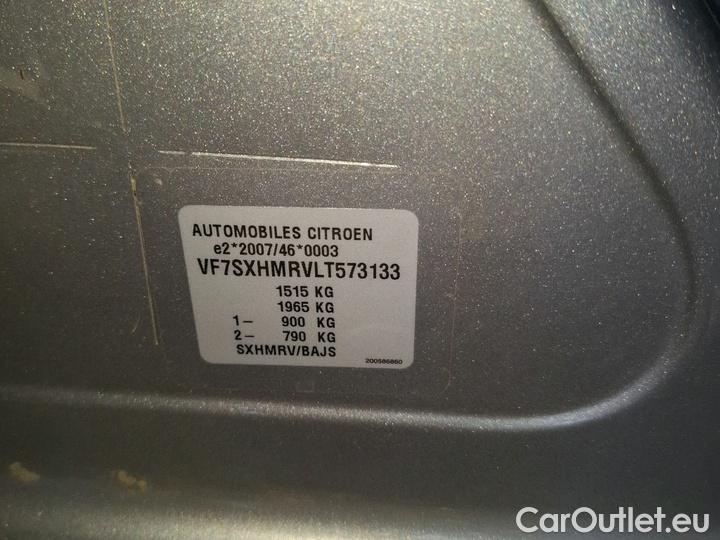 AUTOMOBILES CITROEN
e2*2007/46*0003
VF7SXHMRVLT573133
1515 KG
1965 KG
1- 900 KG
2- 790 KG
SXHMRV/BAJS
200586860
CarOutlet.eu